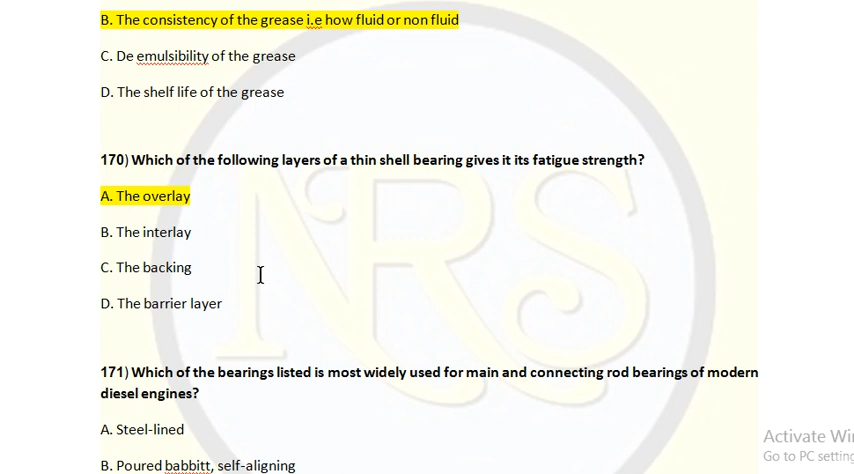 B. The consistency of the grease i.e how fluid or non fluid
C. De emulsibility of the grease
D. The shelf life of the grease
170) Which of the following layers of a thin shell bearing gives it its fatigue strength?
A. The overlay
B. The interlay
C. The backing
D. The barrier layer
NRS
171) Which of the bearings listed is most widely used for main and connecting rod bearings of modern
diesel engines?
A. Steel-lined
Activate Wi
Go to PC setting
B. Poured babbitt, self-aligning